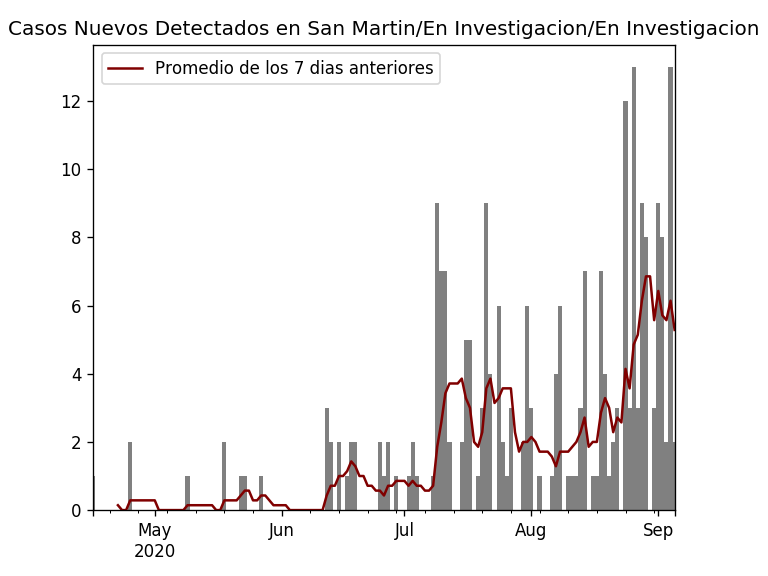 Casos Nuevos Detectados en San Martin/En Investigacion/En Investigacion
Promedio de los 7 dias anteriores
12
10
8
6
4
2
0
May Jun Jul Aug Sep
2020